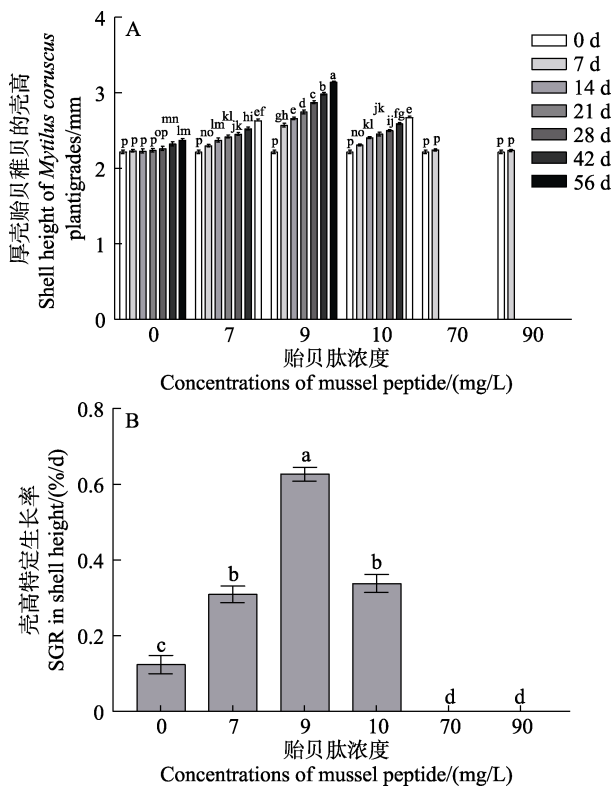 A
厚壳贻贝稚贝的壳高
Shell height of Mytilus coruscus
plantigrades/mm
4
3
2
1
0
p p p p op mn lm
p no lm kl jk hi ef
p gh e d c b a
p no kl jk ij fg e
p p
p p
0 d
7 d
14 d
21 d
28 d
42 d
56 d
0 7 9 10 70 90
贻贝肽浓度
Concentrations of mussel peptide/(mg/L)
B
壳高特定生长率
SGR in shell height/(%/d)
0.8
0.6
0.4
0.2
0
c b a b d d
0 7 9 10 70 90
贻贝肽浓度
Concentrations of mussel peptide/(mg/L)